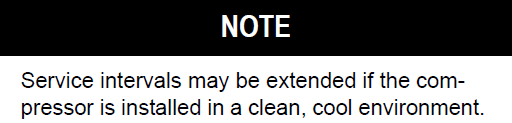 NOTE
Service intervals may be extended if the com-
pressor is installed in a clean, cool environment.